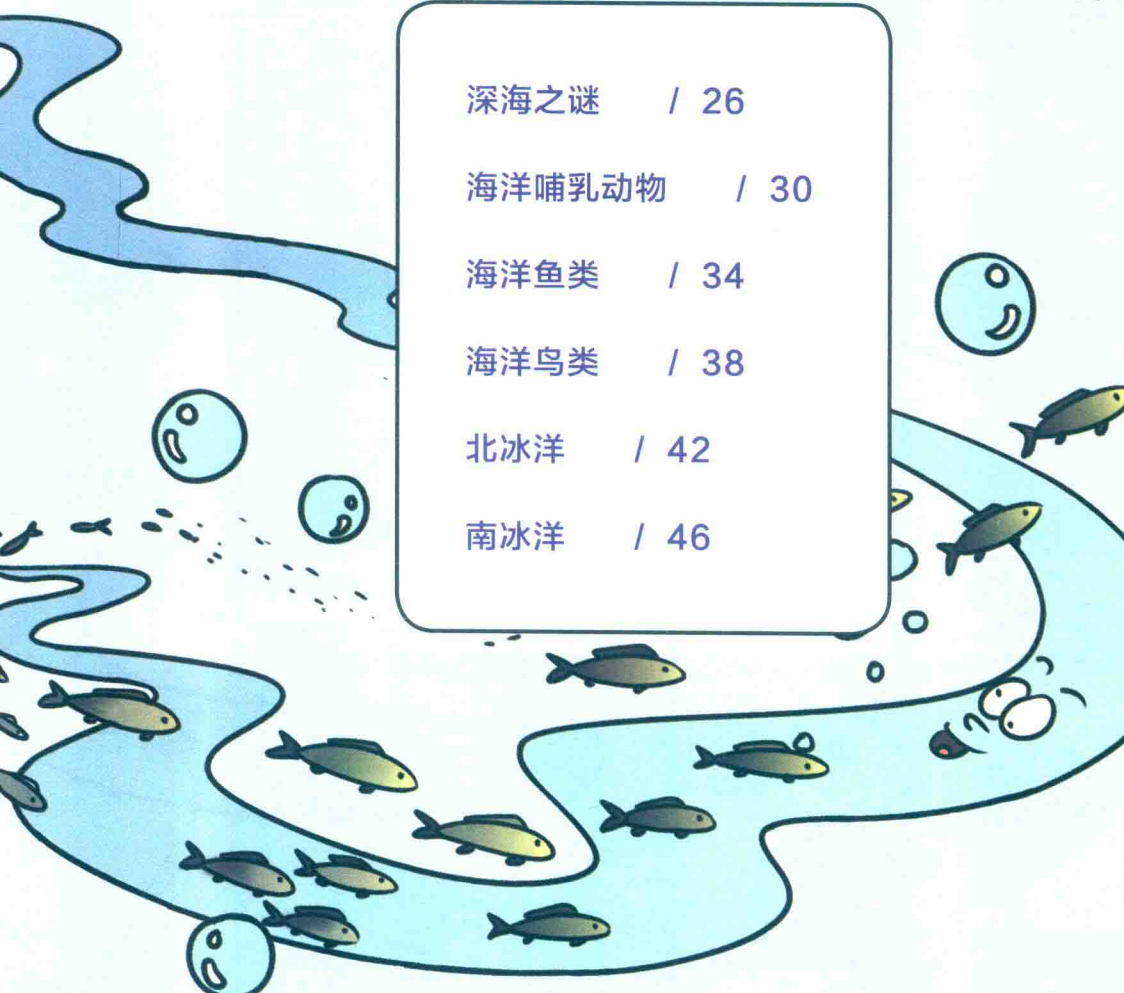 深海之谜 / 26
海洋哺乳动物 / 30
海洋鱼类 / 34
海洋鸟类 / 38
北冰洋 / 42
南冰洋 / 46